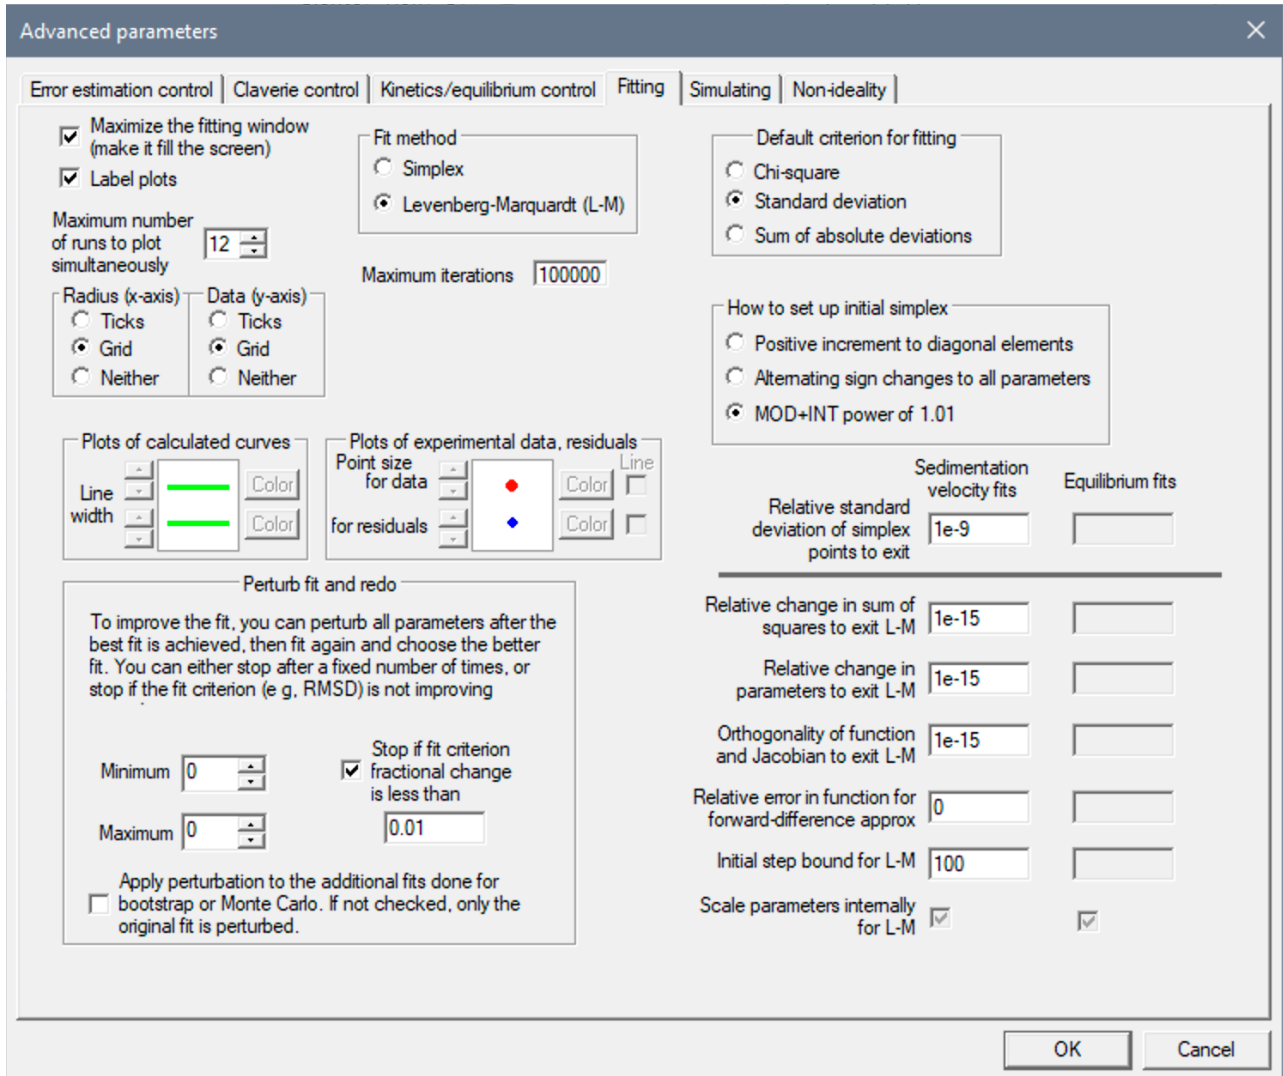 Advanced parameters
Error estimation control
Claverie control
Kinetics/equilibrium control
Fitting
Simulating
Non-ideality
Maximize the fitting window
(make it fill the screen)
Label plots
Maximum number
of runs to plot
simultaneously
12
Radius (x-axis)
Ticks
Grid
Neither
Data (y-axis)
Ticks
Grid
Neither
Fit method
Simplex
Levenberg-Marquardt (L-M)
Maximum iterations
100000
Default criterion for fitting
Chi-square
Standard deviation
Sum of absolute deviations
How to set up initial simplex
Positive increment to diagonal elements
Alternating sign changes to all parameters
MOD+INT power of 1.01
Plots of calculated curves
Line
width
Color
Color
Plots of experimental data, residuals
Point size
for data
Color
Line
for residuals
Color
Perturb fit and redo
To improve the fit, you can perturb all parameters after the
best fit is achieved, then fit again and choose the better
fit. You can either stop after a fixed number of times, or
stop if the fit criterion (e g, RMSD) is not improving
Minimum
0
Maximum
0
Stop if fit criterion
fractional change
is less than
0.01
Apply perturbation to the additional fits done for
bootstrap or Monte Carlo. If not checked, only the
original fit is perturbed.
Sedimentation
velocity fits
Equilibrium fits
Relative standard
deviation of simplex
points to exit
1e-9
Relative change in sum of
squares to exit L-M
1e-15
Relative change in
parameters to exit L-M
1e-15
Orthogonality of function
and Jacobian to exit L-M
1e-15
Relative error in function for
forward-difference approx
0
Initial step bound for L-M
100
Scale parameters internally
for L-M
OK
Cancel